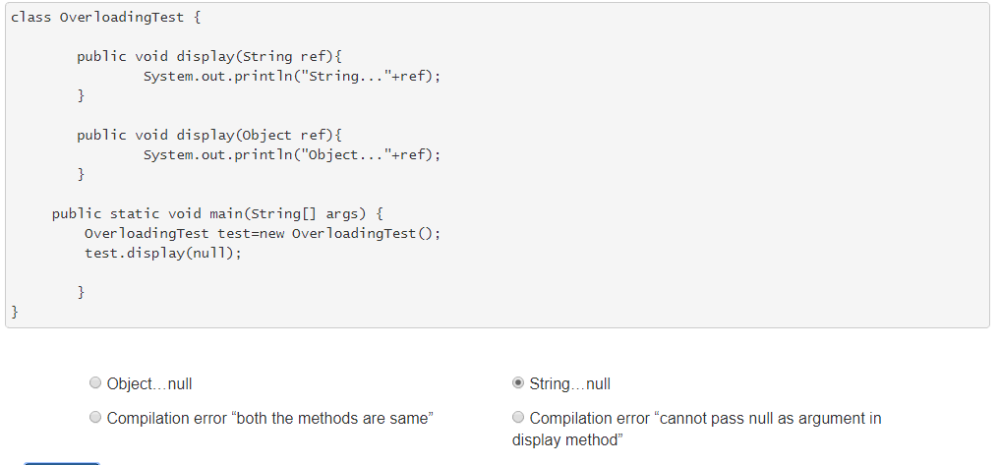 class OverloadingTest {
public void display(String ref){
System.out.println("String..."+ref);
}
public void display(Object ref){
System.out.println("Object..."+ref);
}
public static void main(String[] args) {
OverloadingTest test=new OverloadingTest();
test.display(null);
}
}
Object…null
String…null
Compilation error “both the methods are same”
Compilation error “cannot pass null as argument in
display method”